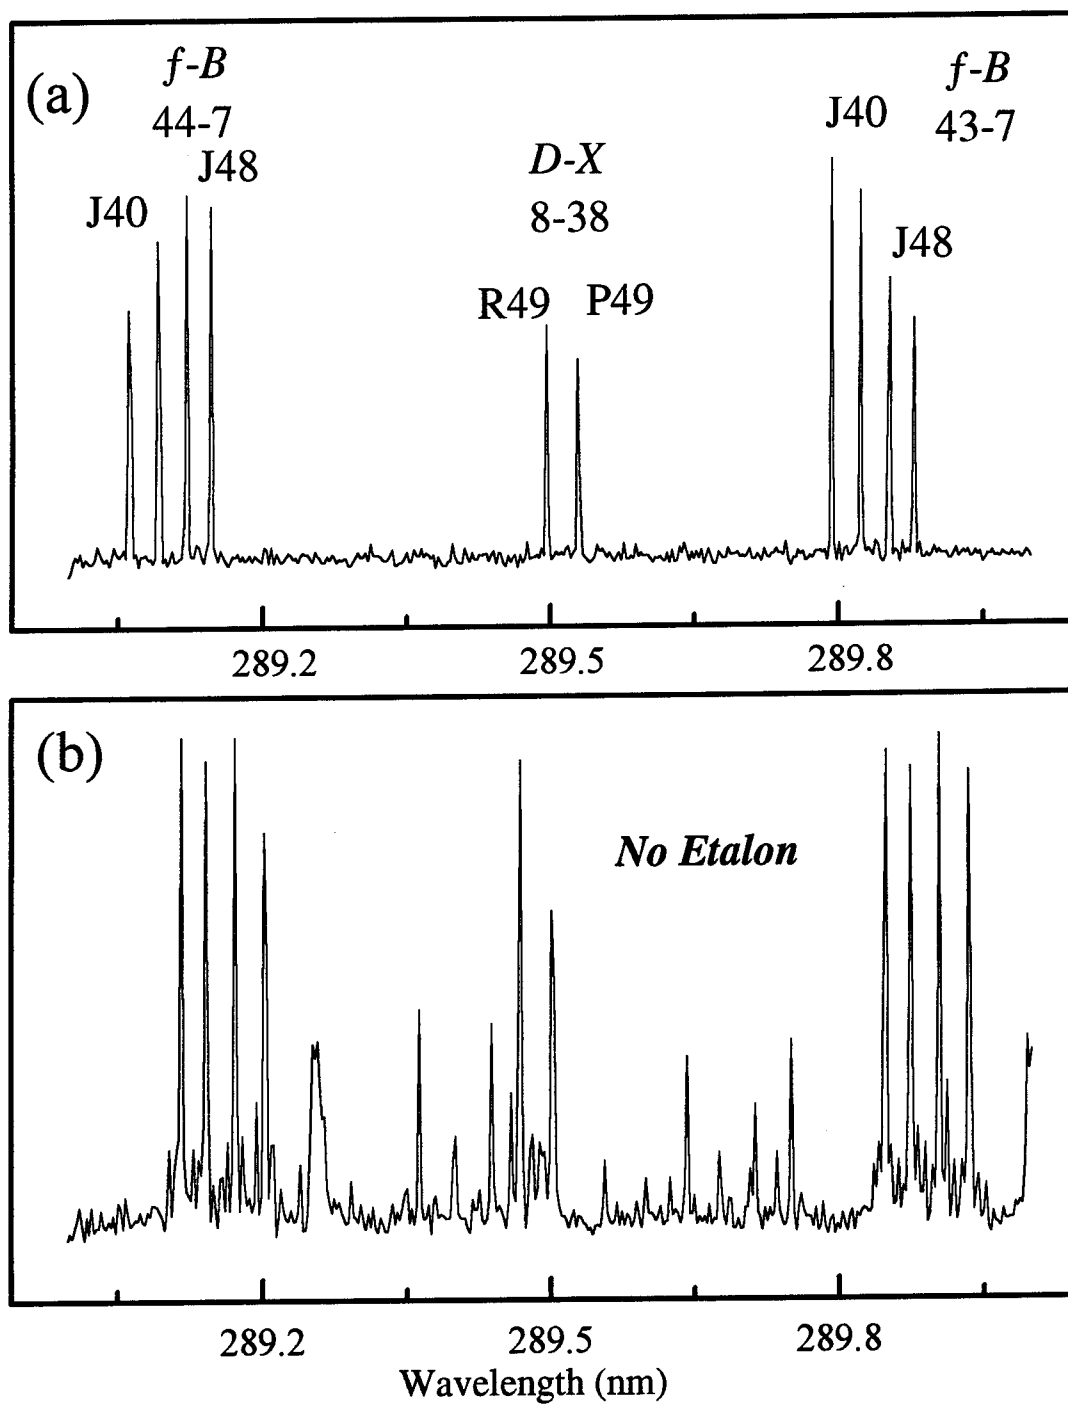 (a)
ƒ-B
44-7
J48
J40
D-X
8-38
R49 P49
J40
ƒ-B
43-7
J48
289.2 289.5 289.8
(b)
No Etalon
289.2 289.5 289.8
Wavelength (nm)